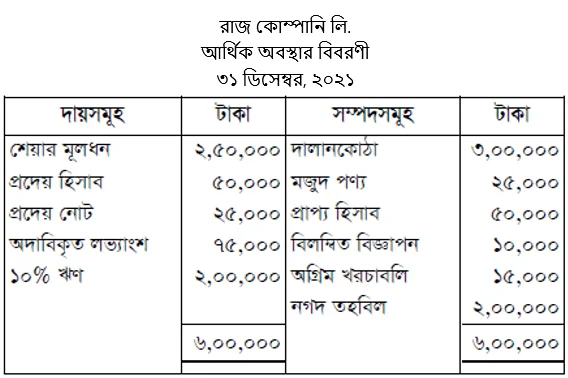 রাজ কোম্পানি লি.
আর্থিক অবস্থার বিবরণী
৩১ ডিসেম্বর, ২০২১
দায়সমূহ টাকা সম্পদসমূহ টাকা
শেয়ার মূলধন ২,৫০,০০০ দালানকোঠা ৩,০০,০০০
প্রদেয় হিসাব ৫০,০০০ মজুদ পণ্য ২৫,০০০
প্রদেয় নোট ২৫,০০০ প্রাপ্য হিসাব ৫০,০০০
অদাবিকৃত লভ্যাংশ ৭৫,০০০ বিলম্বিত বিজ্ঞাপন ১০,০০০
১০% ঋণ ২,০০,০০০ অগ্রিম খরচাবলি ১৫,০০০
নগদ তহবিল ২,০০,০০০
৬,০০,০০০ ৬,০০,০০০